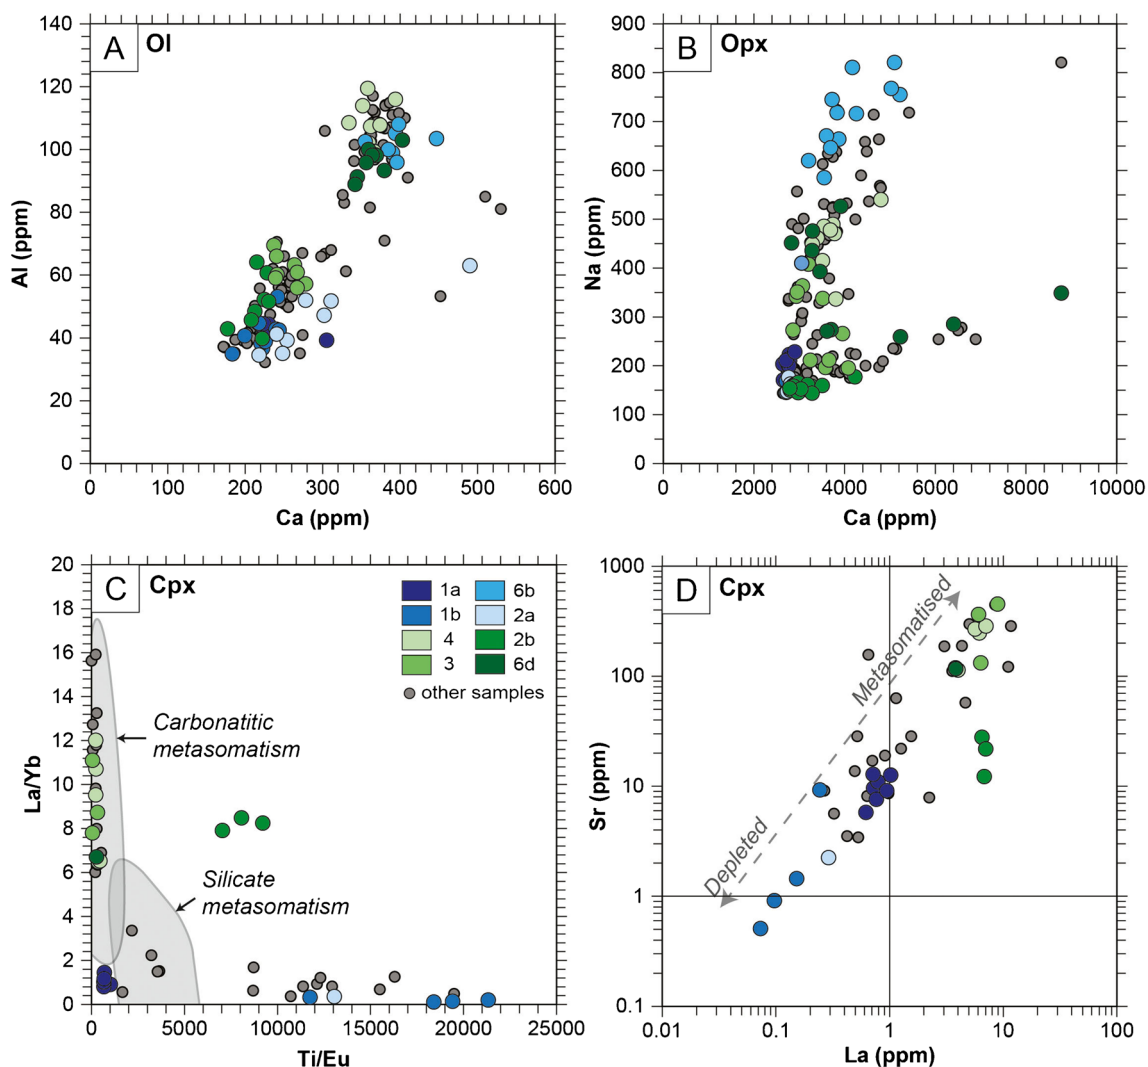 A Ol
Al (ppm)
140
120
100
80
60
40
20
0
0 100 200 300 400 500 600
Ca (ppm)
B Opx
Na (ppm)
900
800
700
600
500
400
300
200
100
0
0 2000 4000 6000 8000 10000
Ca (ppm)
C Cpx
La/Yb
20
18
16
14
12
10
8
6
4
2
0
1a 6b
1b 2a
4 2b
3 6d
other samples
Carbonatitic
metasomatism
Silicate
metasomatism
0 5000 10000 15000 20000 25000
Ti/Eu
D Cpx
Sr (ppm)
1000
100
10
1
0.1
Metasomatised
Depleted
0.01 0.1 1 10 100
La (ppm)